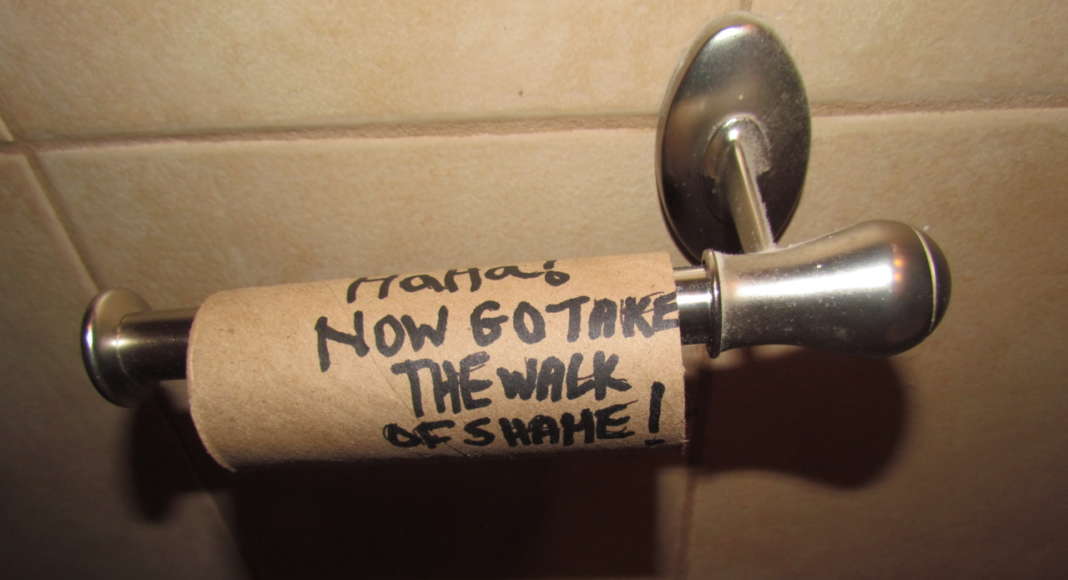 HaHa!
NOW GO TAKE
THE WALK
OF SHAME!